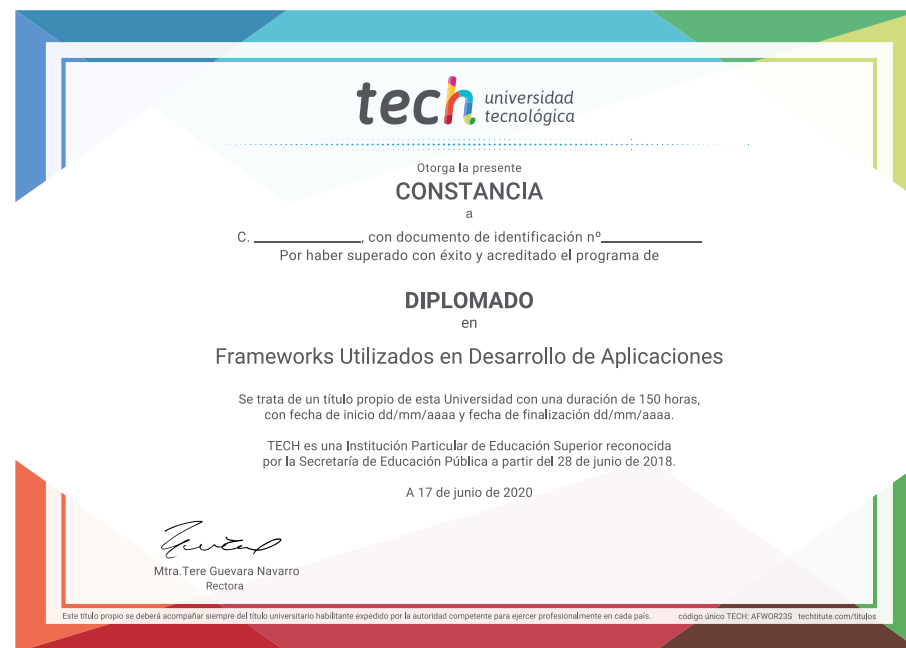 tech universidad
tecnológica
Otorga la presente
CONSTANCIA
a
C. ____________, con documento de identificación nº____________
Por haber superado con éxito y acreditado el programa de
DIPLOMADO
en
Frameworks Utilizados en Desarrollo de Aplicaciones
Se trata de un título propio de esta Universidad con una duración de 150 horas,
con fecha de inicio dd/mm/aaaa y fecha de finalización dd/mm/aaaa.
TECH es una Institución Particular de Educación Superior reconocida
por la Secretaría de Educación Pública a partir del 28 de junio de 2018.
A 17 de junio de 2020
Mtra.Tere Guevara Navarro
Rectora
Este título propio se deberá acompañar siempre del título universitario habilitante expedido por la autoridad competente para ejercer profesionalmente en cada país. código único TECH: AFWOR23S techtitute.com/titulos